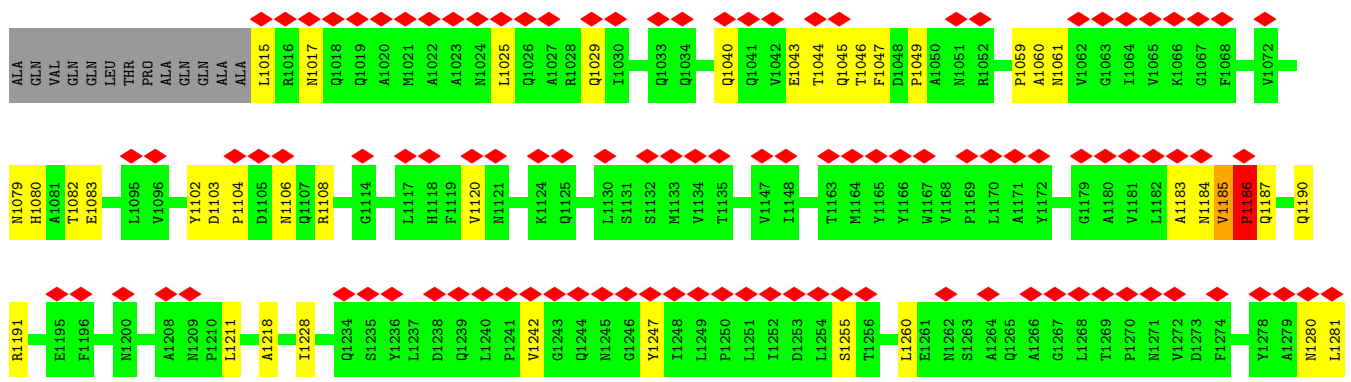 ALA GLN VAL GLN GLN LEU THR PRO ALA GLN GLN ALA ALA L1015 R1016 N1017 Q1018 Q1019 A1020 M1021 A1022 A1023 N1024 L1025 Q1026 A1027 R1028 Q1029 I1030 Q1033 Q1034 Q1040 Q1041 V1042 E1043 T1044 Q1045 T1046 F1047 D1048 P1049 A1050 N1051 R1052 P1059 A1060 N1061 V1062 G1063 I1064 V1065 K1066 G1067 F1068 V1072
N1079 H1080 A1081 T1082 E1083 L1095 V1096 Y1102 D1103 P1104 D1105 N1106 Q1107 R1108 G1114 L1117 H1118 F1119 V1120 N1121 K1124 Q1125 L1130 S1131 S1132 M1133 V1134 T1135 V1147 I1148 T1163 M1164 Y1165 Y1166 W1167 V1168 P1169 L1170 A1171 Y1172 G1179 A1180 V1181 L1182 A1183 N1184 V1185 P1186 Q1187 Q1190
R1191 E1195 F1196 N1200 A1208 N1209 P1210 L1211 A1218 I1228 Q1234 S1235 Y1236 L1237 D1238 Q1239 L1240 P1241 V1242 G1243 Q1244 N1245 G1246 Y1247 I1248 L1249 P1250 L1251 I1252 D1253 L1254 S1255 T1256 L1260 E1261 N1262 S1263 A1264 Q1265 A1266 G1267 L1268 T1269 P1270 N1271 V1272 D1273 F1274 Y1278 A1279 N1280 L1281